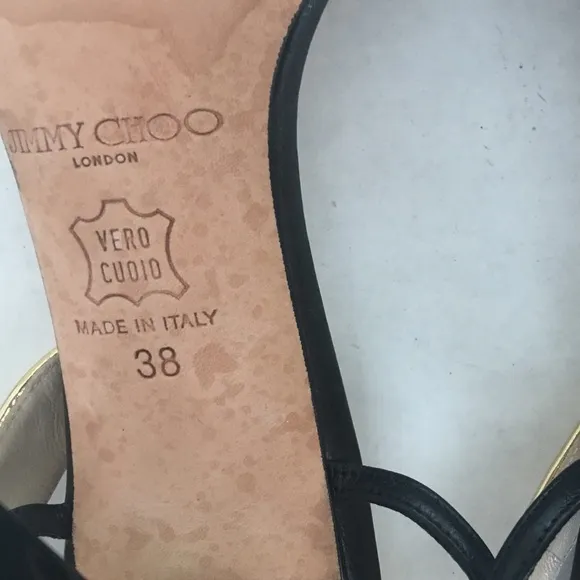 JIMMY CHOO
LONDON
VERO
CUOIO
MADE IN ITALY
38